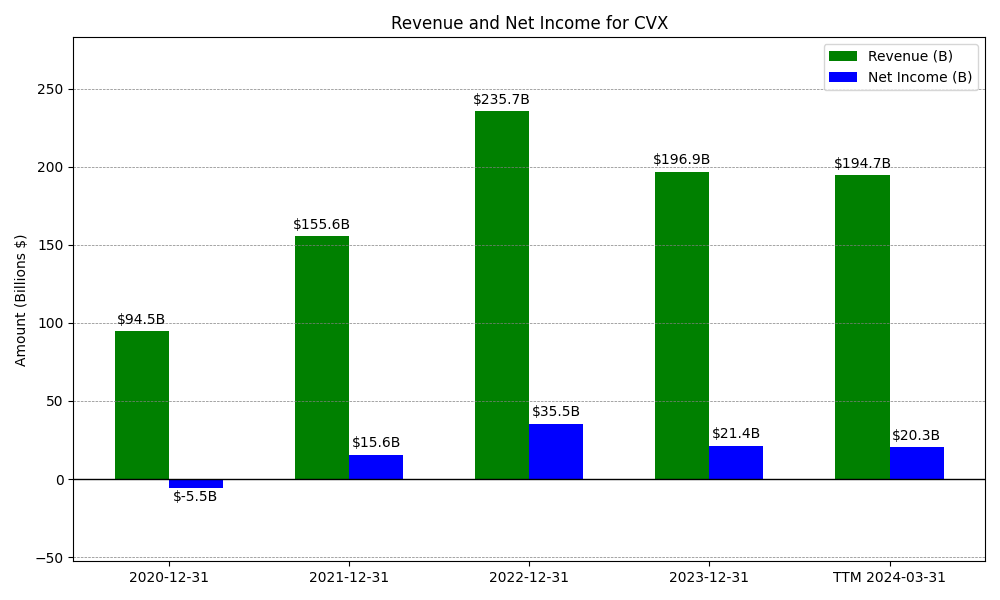 Revenue and Net Income for CVX
Revenue (B)
Net Income (B)
Amount (Billions $)
250
200
150
100
50
0
−50
$94.5B
$-5.5B
$155.6B
$15.6B
$235.7B
$35.5B
$196.9B
$21.4B
$194.7B
$20.3B
2020-12-31
2021-12-31
2022-12-31
2023-12-31
TTM 2024-03-31